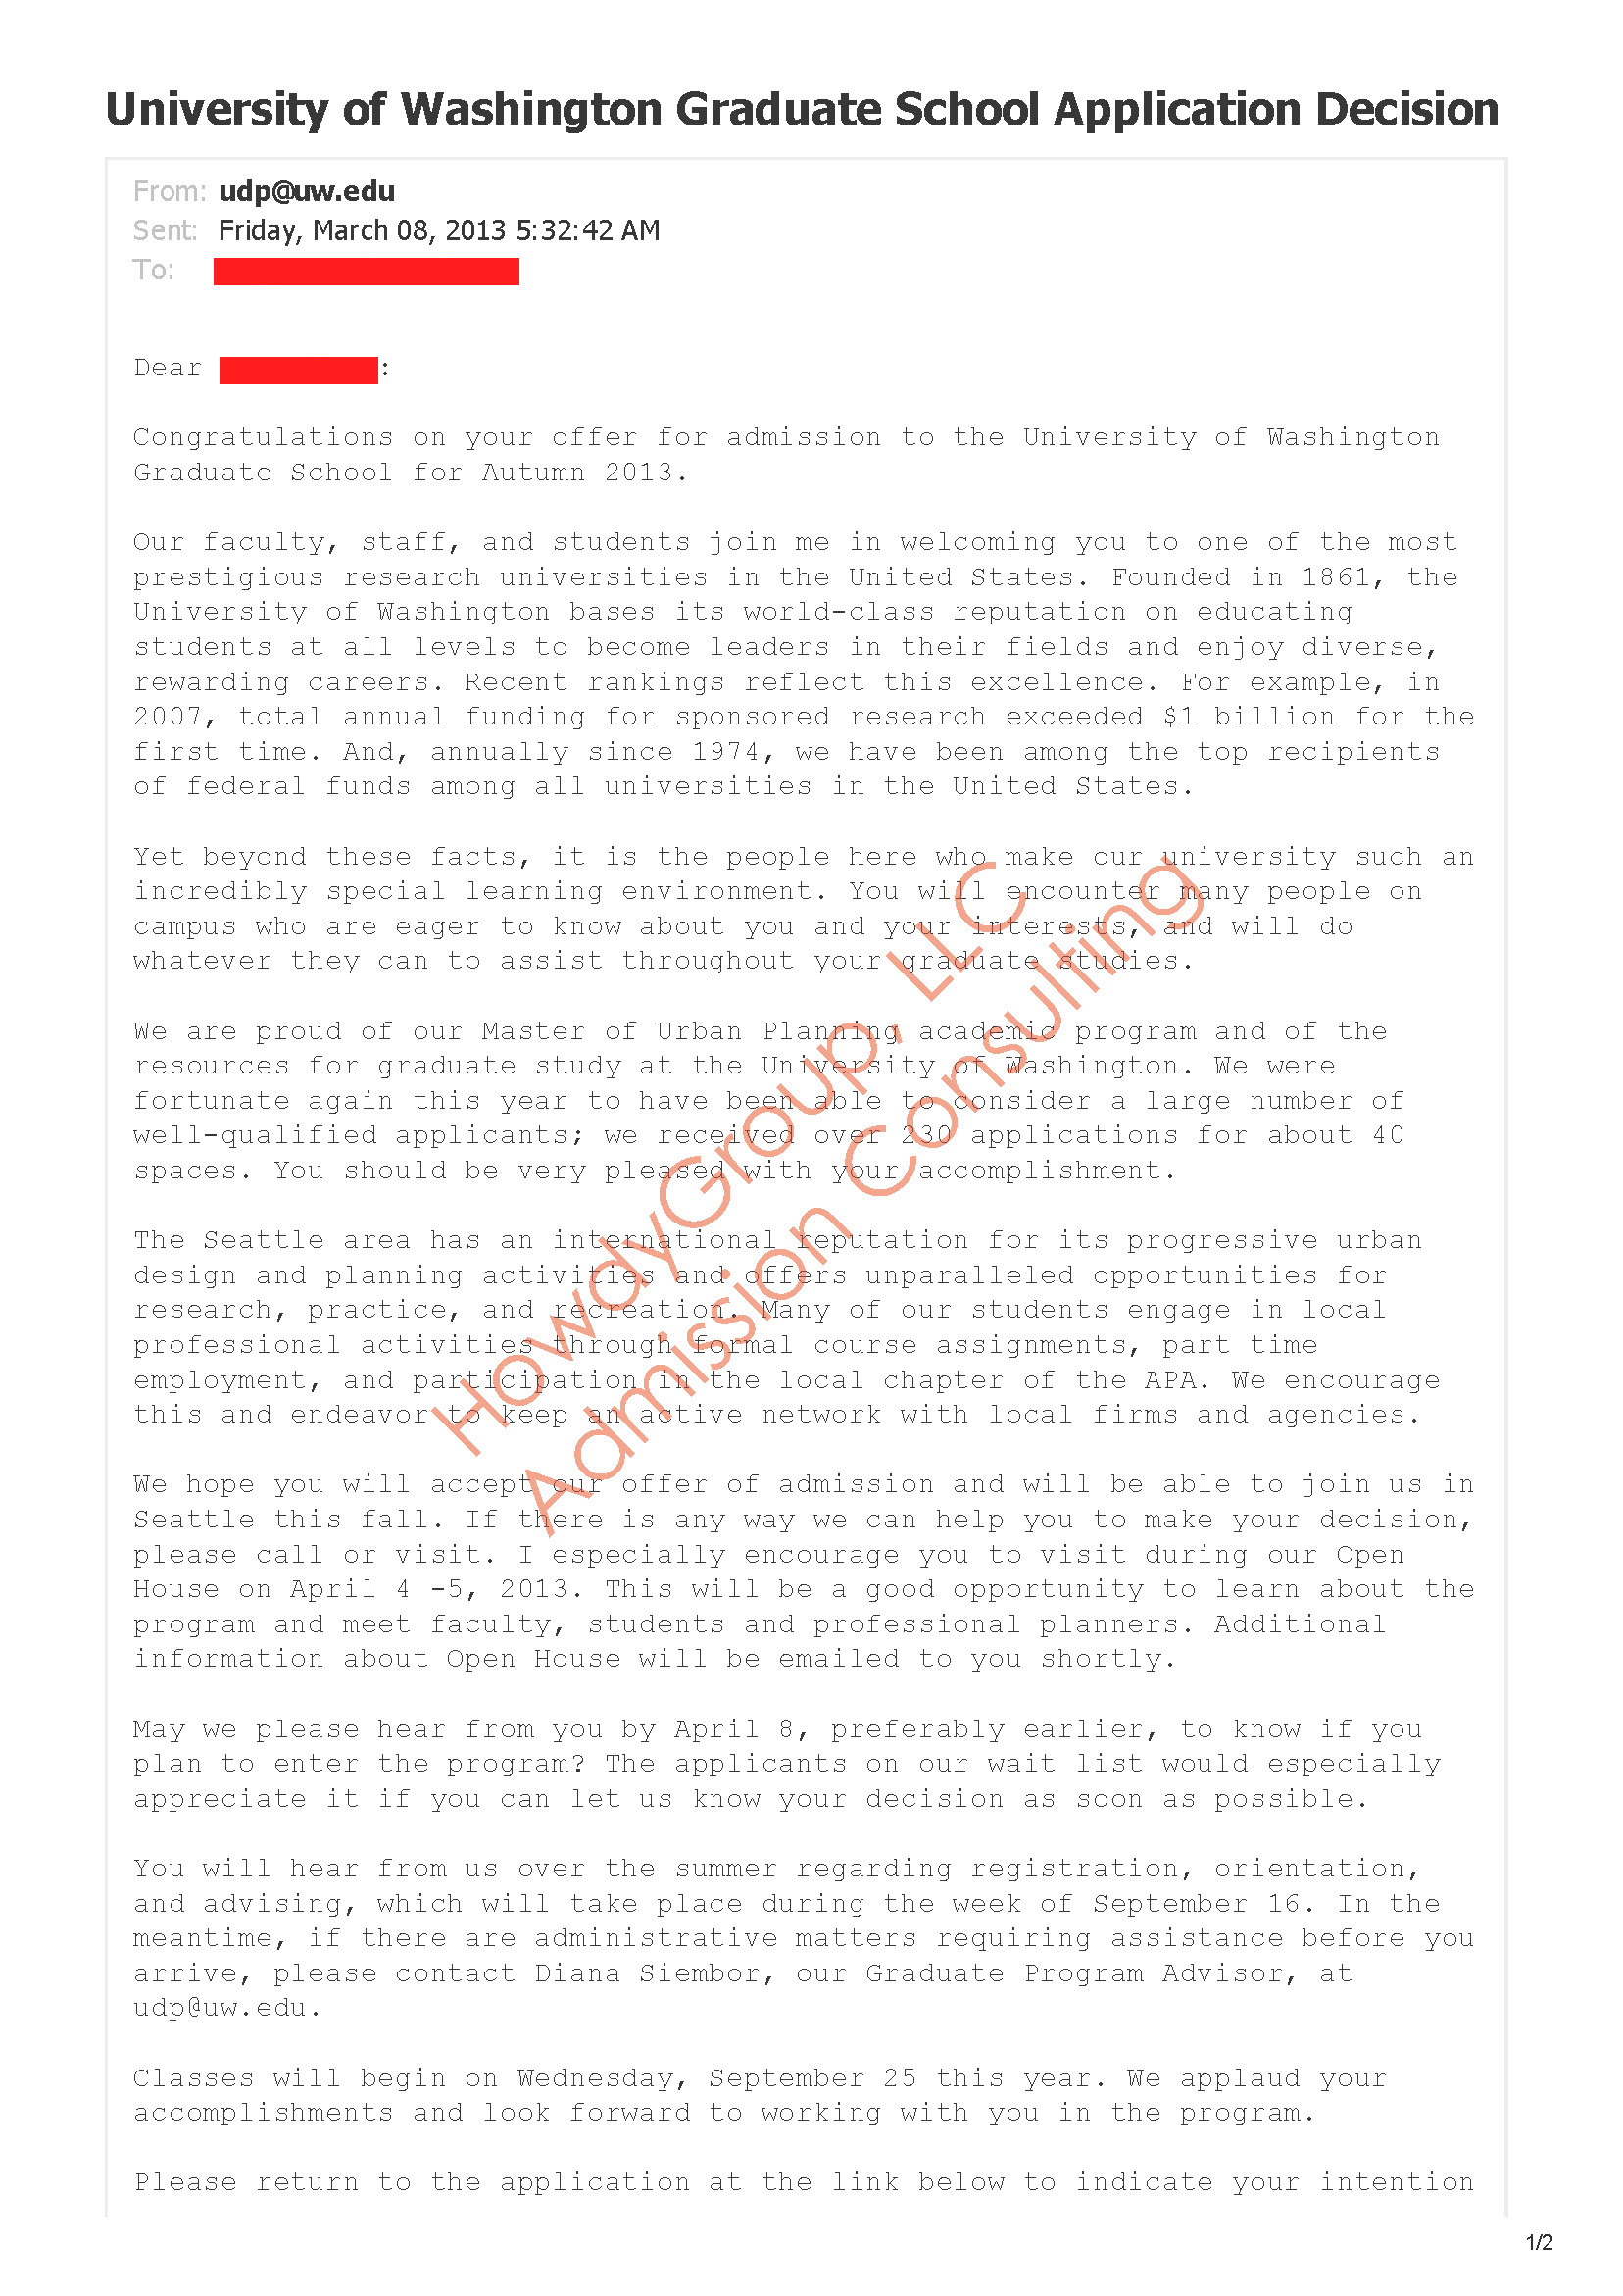 University of Washington Graduate School Application Decision
From: udp@uw.edu
Sent: Friday, March 08, 2013 5:32:42 AM
To:
Dear :
Congratulations on your offer for admission to the University of Washington
Graduate School for Autumn 2013.
Our faculty, staff, and students join me in welcoming you to one of the most
prestigious research universities in the United States. Founded in 1861, the
University of Washington bases its world-class reputation on educating
students at all levels to become leaders in their fields and enjoy diverse,
rewarding careers. Recent rankings reflect this excellence. For example, in
2007, total annual funding for sponsored research exceeded $1 billion for the
first time. And, annually since 1974, we have been among the top recipients
of federal funds among all universities in the United States.
Yet beyond these facts, it is the people here who make our university such an
incredibly special learning environment. You will encounter many people on
campus who are eager to know about you and your interests, and will do
whatever they can to assist throughout your graduate studies.
We are proud of our Master of Urban Planning academic program and of the
resources for graduate study at the University of Washington. We were
fortunate again this year to have been able to consider a large number of
well-qualified applicants; we received over 230 applications for about 40
spaces. You should be very pleased with your accomplishment.
The Seattle area has an international reputation for its progressive urban
design and planning activities and offers unparalleled opportunities for
research, practice, and recreation. Many of our students engage in local
professional activities through formal course assignments, part time
employment, and participation in the local chapter of the APA. We encourage
this and endeavor to keep an active network with local firms and agencies.
We hope you will accept our offer of admission and will be able to join us in
Seattle this fall. If there is any way we can help you to make your decision,
please call or visit. I especially encourage you to visit during our Open
House on April 4 -5, 2013. This will be a good opportunity to learn about the
program and meet faculty, students and professional planners. Additional
information about Open House will be emailed to you shortly.
May we please hear from you by April 8, preferably earlier, to know if you
plan to enter the program? The applicants on our wait list would especially
appreciate it if you can let us know your decision as soon as possible.
You will hear from us over the summer regarding registration, orientation,
and advising, which will take place during the week of September 16. In the
meantime, if there are administrative matters requiring assistance before you
arrive, please contact Diana Siembor, our Graduate Program Advisor, at
udp@uw.edu.
Classes will begin on Wednesday, September 25 this year. We applaud your
accomplishments and look forward to working with you in the program.
Please return to the application at the link below to indicate your intention
HowdyGroup, LLC
Admission Consulting
1/2